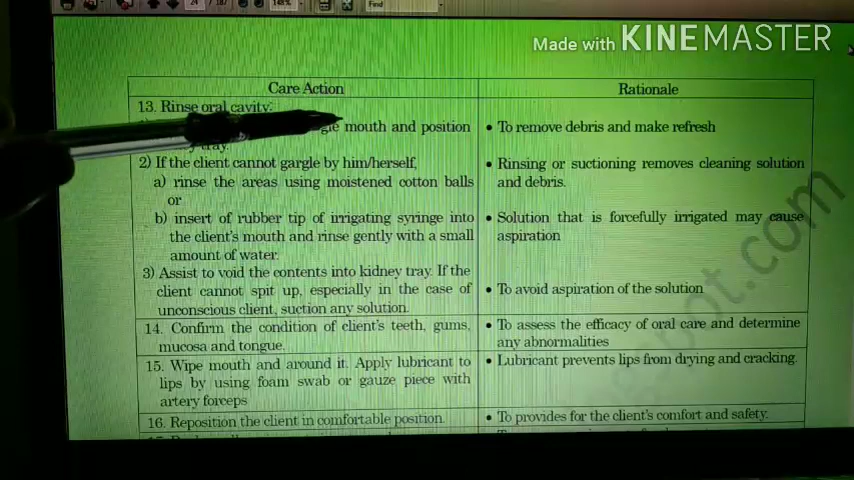 24 / 187
148%
Find
Made with KINEMASTER
Care Action
Rationale
13. Rinse oral cavity:
mouth and position
tray.
• To remove debris and make refresh
2) If the client cannot gargle by him/herself,
a) rinse the areas using moistened cotton balls
or
• Rinsing or suctioning removes cleaning solution
and debris.
b) insert of rubber tip of irrigating syringe into
the client's mouth and rinse gently with a small
amount of water.
• Solution that is forcefully irrigated may cause
aspiration
3) Assist to void the contents into kidney tray. If the
client cannot spit up, especially in the case of
unconscious client, suction any solution.
• To avoid aspiration of the solution
14. Confirm the condition of client's teeth, gums,
mucosa and tongue.
• To assess the efficacy of oral care and determine
any abnormalities
15. Wipe mouth and around it. Apply lubricant to
lips by using foam swab or gauze piece with
artery forceps
• Lubricant prevents lips from drying and cracking.
16. Reposition the client in comfortable position.
• To provides for the client's comfort and safety.
spot.com